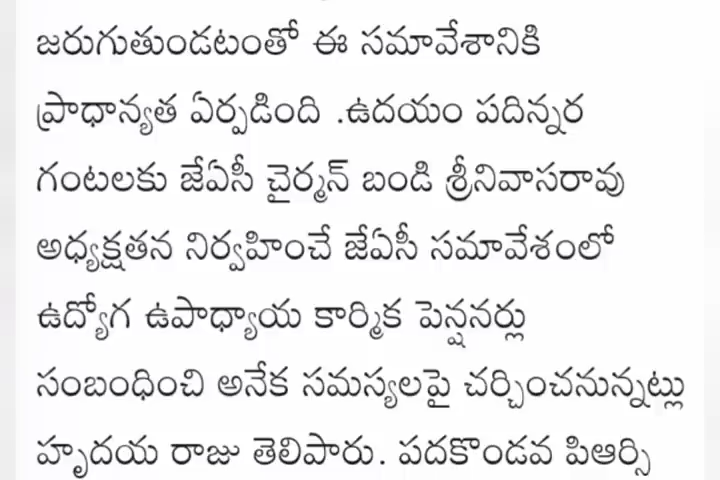 జరుగుతుండటంతో ఈ సమావేశానికి
ప్రాధాన్యత ఏర్పడింది .ఉదయం పదిన్నర
గంటలకు జేఏసీ చైర్మన్ బండి శ్రీనివాసరావు
అధ్యక్షతన నిర్వహించే జేఏసీ సమావేశంలో
ఉద్యోగ ఉపాధ్యాయ కార్మిక పెన్షనర్లు
సంబంధించి అనేక సమస్యలపై చర్చించనున్నట్లు
హృదయ రాజు తెలిపారు. పదకొండవ పిఆర్సి